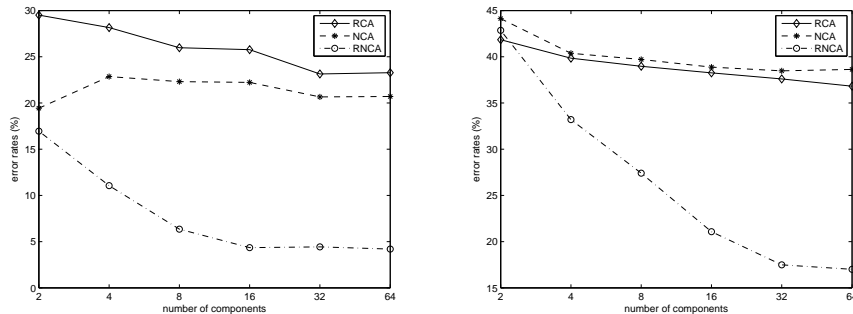 30
25
20
15
10
5
0
error rates (%)
2 4 8 16 32 64
number of components
RCA
NCA
RNCA
45
40
35
30
25
20
15
error rates (%)
2 4 8 16 32 64
number of components
RCA
NCA
RNCA